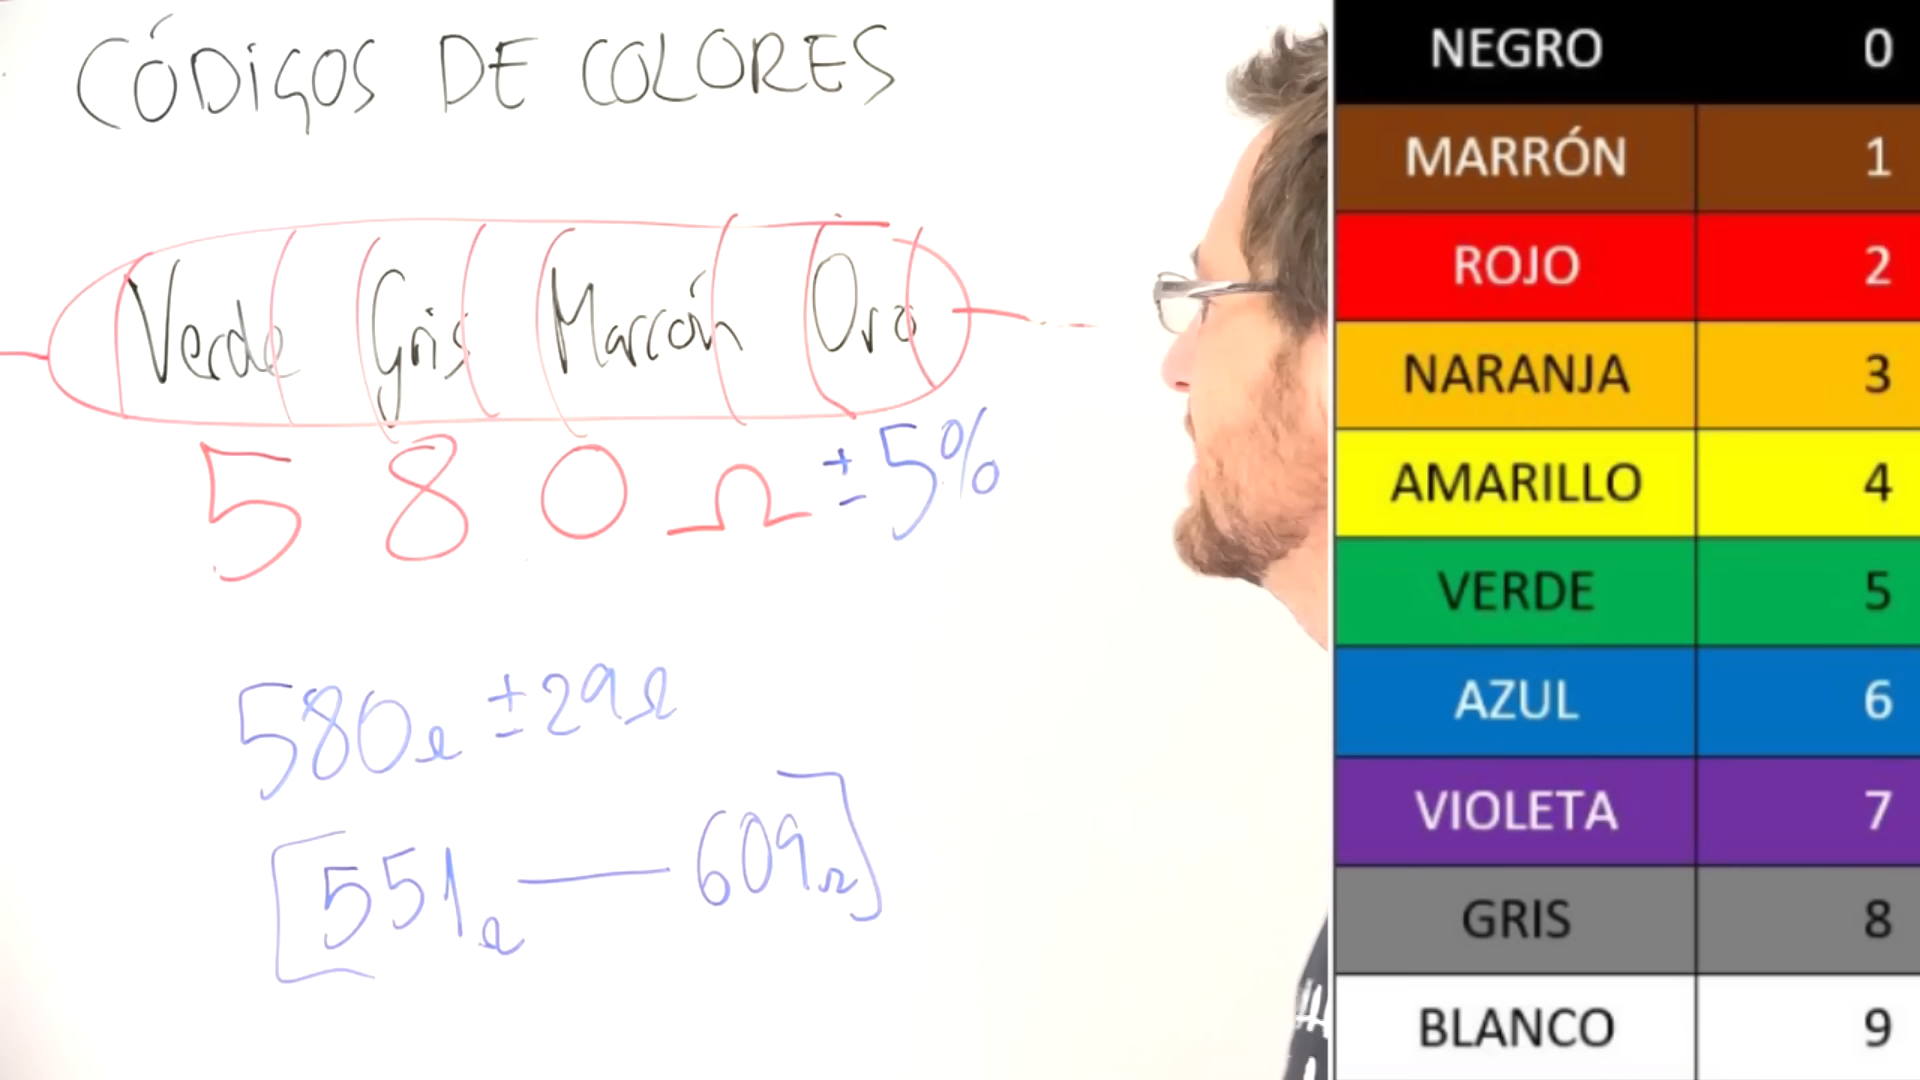 CÓDIGOS DE COLORES
Verde Gris Marrón Oro
5 8 0 Ω ± 5%
580Ω ± 29Ω
[551Ω — 609Ω]
NEGRO 0
MARRÓN 1
ROJO 2
NARANJA 3
AMARILLO 4
VERDE 5
AZUL 6
VIOLETA 7
GRIS 8
BLANCO 9